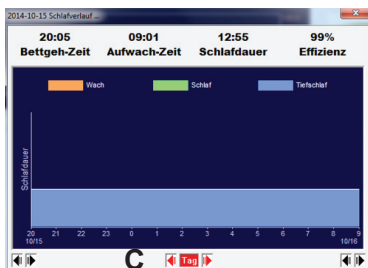 2014-10-15 Schlafverlauf ...
20:05 09:01 12:55 99%
Bettgeh-Zeit Aufwach-Zeit Schlafdauer Effizienz
Wach Schlaf Tiefschlaf
Schlafdauer
20 21 22 23 0 1 2 3 4 5 6 7 8 9
10/15 10/16
C Tag